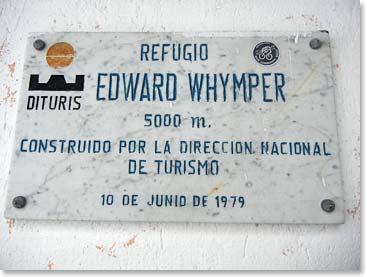 REFUGIO
DITURIS
EDWARD WHYMPER
5000 m.
CONSTRUIDO POR LA DIRECCION NACIONAL
DE TURISMO
10 DE JUNIO DE 1979